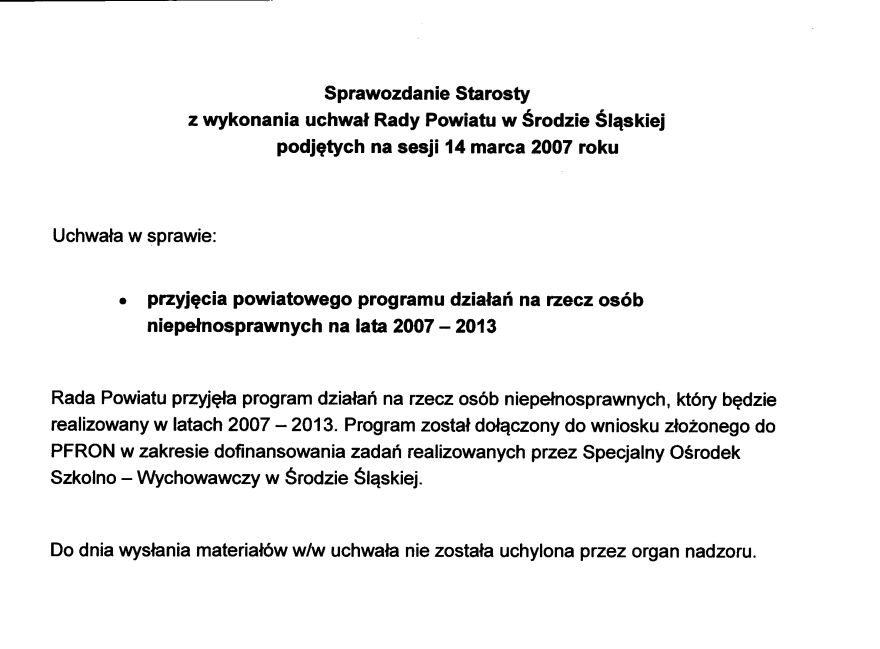 Sprawozdanie Starosty
z wykonania uchwał Rady Powiatu w Środzie Śląskiej
podjętych na sesji 14 marca 2007 roku
Uchwała w sprawie:
• przyjęcia powiatowego programu działań na rzecz osób
niepełnosprawnych na lata 2007 – 2013
Rada Powiatu przyjęła program działań na rzecz osób niepełnosprawnych, który będzie
realizowany w latach 2007 – 2013. Program został dołączony do wniosku złożonego do
PFRON w zakresie dofinansowania zadań realizowanych przez Specjalny Ośrodek
Szkolno – Wychowawczy w Środzie Śląskiej.
Do dnia wysłania materiałów w/w uchwała nie została uchylona przez organ nadzoru.